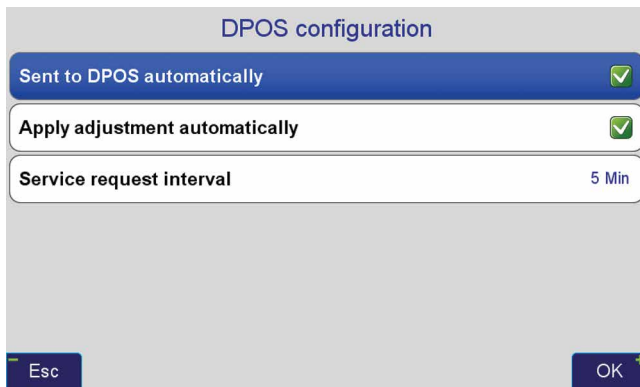 DPOS configuration
Sent to DPOS automatically
Apply adjustment automatically
Service request interval 5 Min
Esc OK